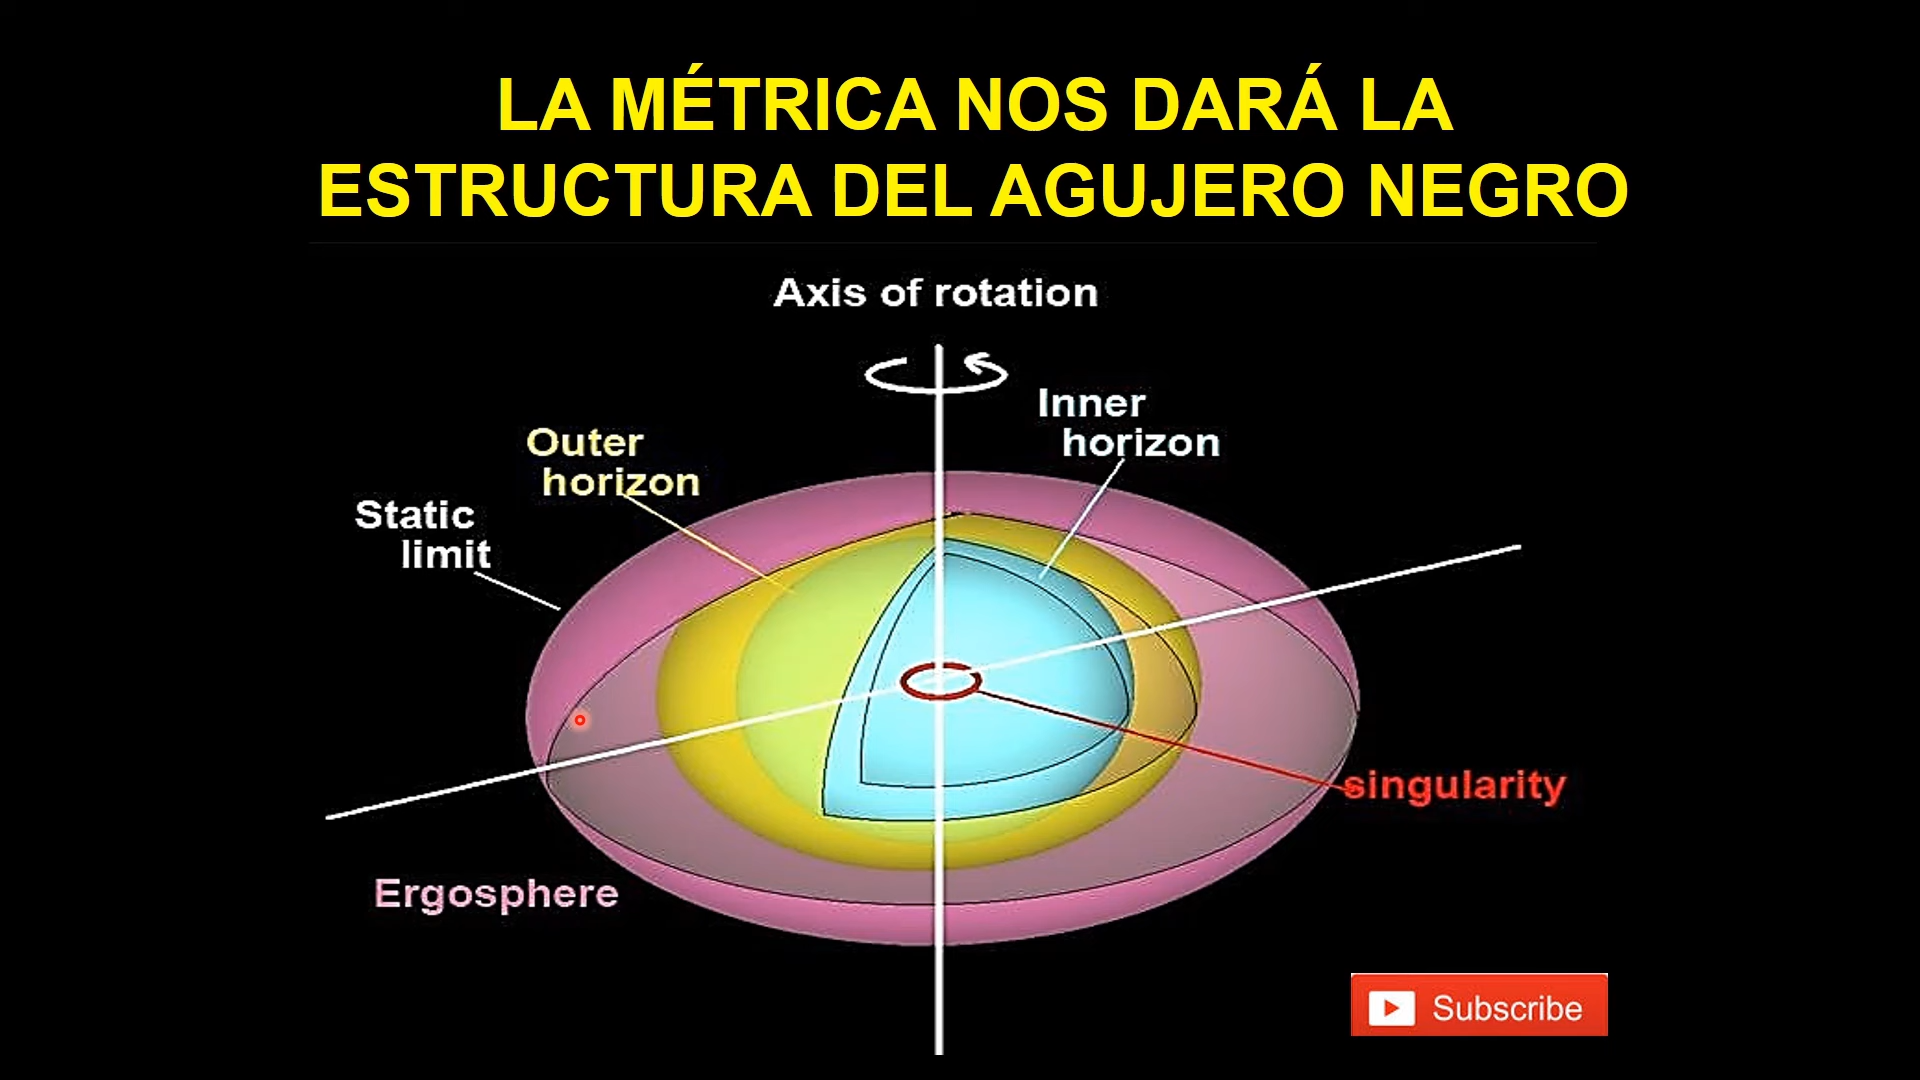 LA MÉTRICA NOS DARÁ LA
ESTRUCTURA DEL AGUJERO NEGRO
Axis of rotation
Inner
horizon
Outer
horizon
Static
limit
singularity
Ergosphere
Subscribe